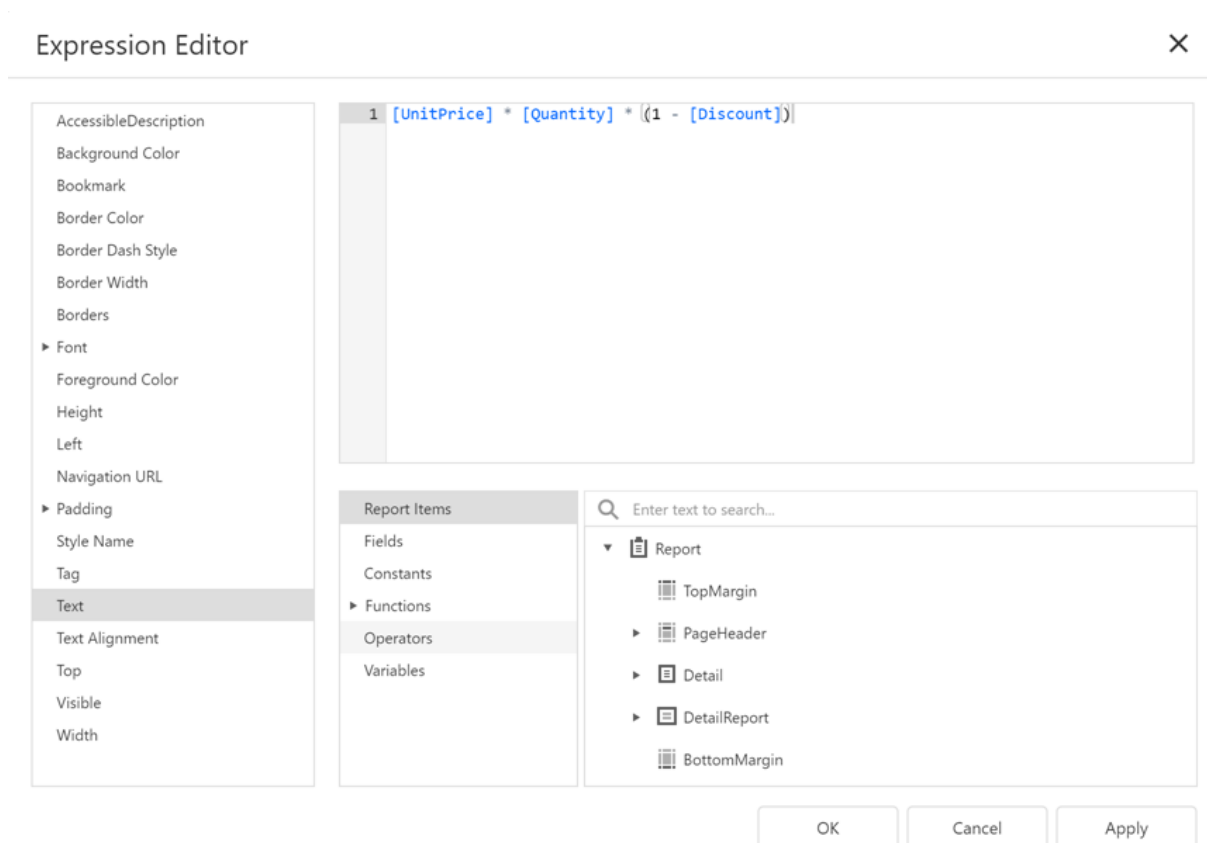 Expression Editor
AccessibleDescription
Background Color
Bookmark
Border Color
Border Dash Style
Border Width
Borders
Font
Foreground Color
Height
Left
Navigation URL
Padding
Style Name
Tag
Text
Text Alignment
Top
Visible
Width
1 [UnitPrice] * [Quantity] * (1 - [Discount])
Report Items
Fields
Constants
Functions
Operators
Variables
Enter text to search...
Report
TopMargin
PageHeader
Detail
DetailReport
BottomMargin
OK Cancel Apply